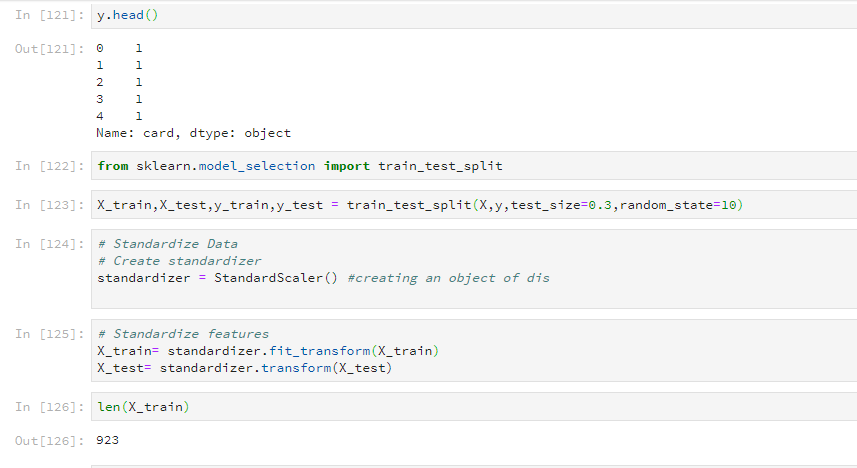 In [121]: y.head()
Out[121]: 0    1
1    1
2    1
3    1
4    1
Name: card, dtype: object
In [122]: from sklearn.model_selection import train_test_split
In [123]: X_train,X_test,y_train,y_test = train_test_split(X,y,test_size=0.3,random_state=10)
In [124]: # Standardize Data
# Create standardizer
standardizer = StandardScaler() #creating an object of dis
In [125]: # Standardize features
X_train= standardizer.fit_transform(X_train)
X_test= standardizer.transform(X_test)
In [126]: len(X_train)
Out[126]: 923